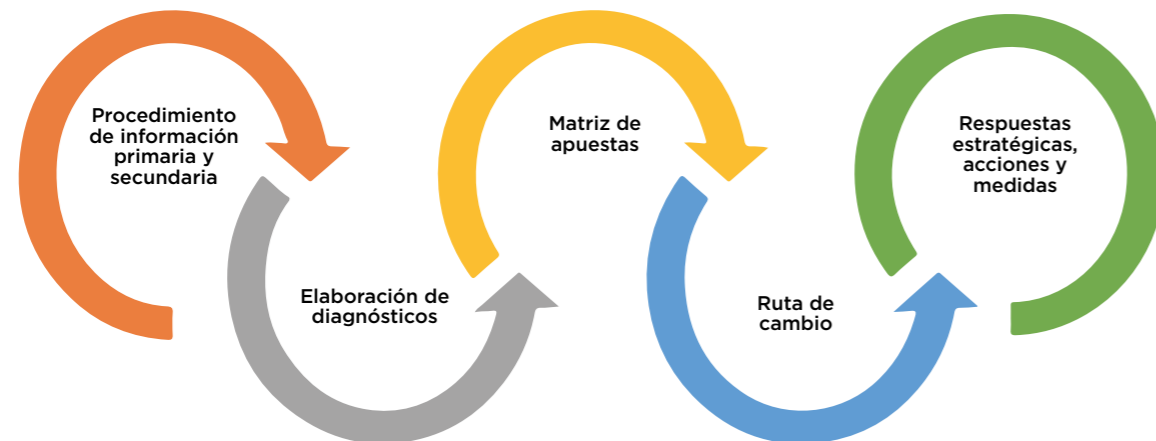 Procedimiento
de información
primaria y
secundaria
Elaboración de
diagnósticos
Matriz de
apuestas
Ruta de
cambio
Respuestas
estratégicas,
acciones y
medidas